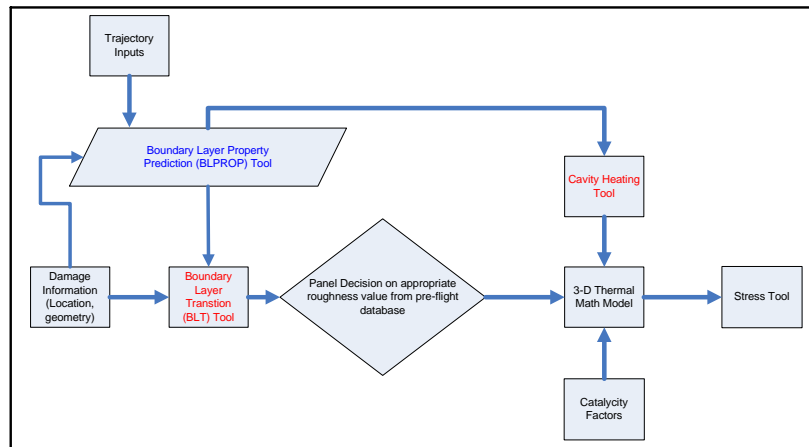 Trajectory
Inputs
Boundary Layer Property
Prediction (BLPROP) Tool
Cavity Heating
Tool
Damage
Information
(Location,
geometry)
Boundary
Layer
Transtion
(BLT) Tool
Panel Decision on appropriate
roughness value from pre-flight
database
3-D Thermal
Math Model
Stress Tool
Catalycity
Factors